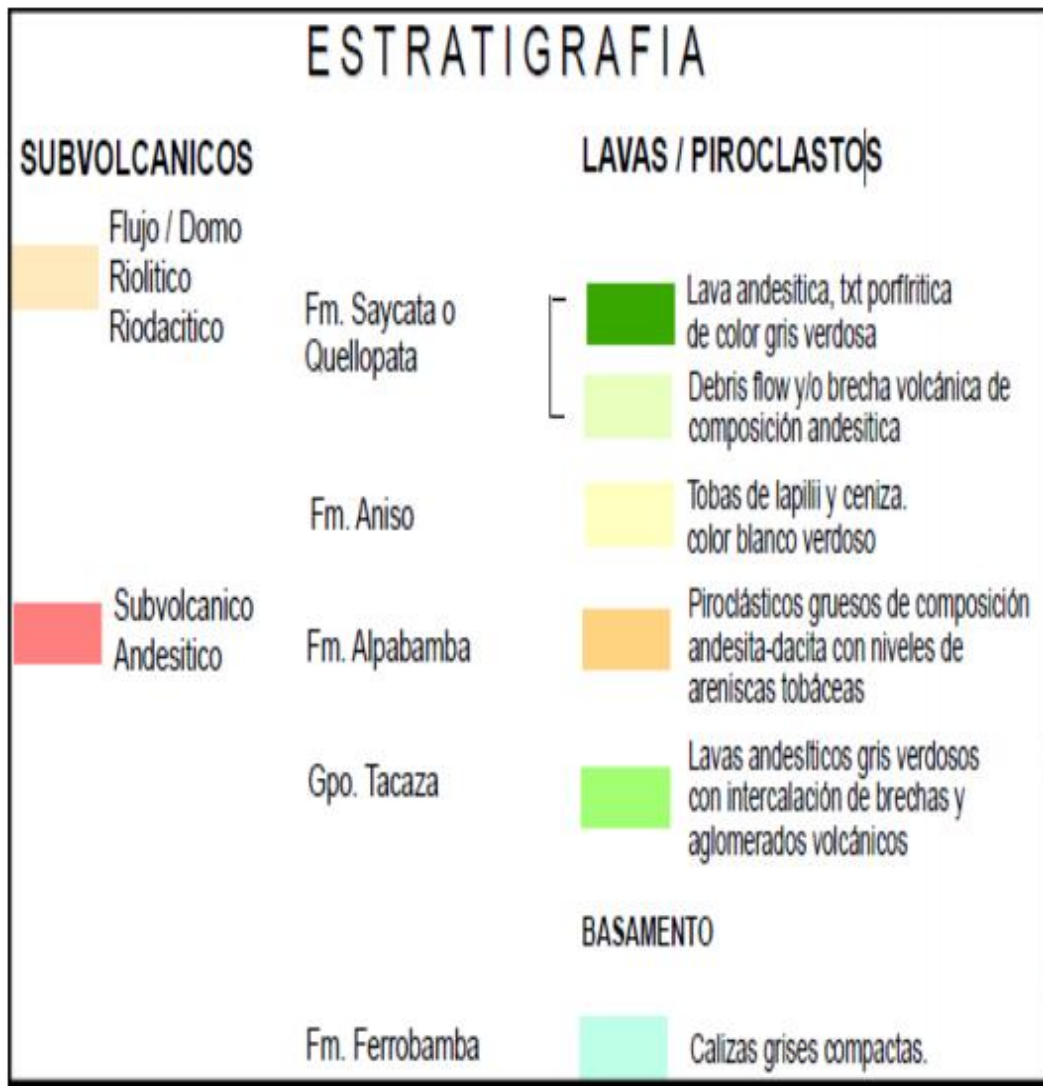 ESTRATIGRAFIA
SUBVOLCANICOS
Flujo / Domo
Riolitico
Riodacitico
Subvolcanico
Andesitico
LAVAS / PIROCLASTOS
Fm. Saycata o
Quellopata
Lava andesitica, txt porfiritica
de color gris verdosa
Debris flow y/o brecha volcánica de
composición andesitica
Fm. Aniso
Tobas de lapilii y ceniza.
color blanco verdoso
Fm. Alpabamba
Piroclásticos gruesos de composición
andesita-dacita con niveles de
areniscas tobáceas
Gpo. Tacaza
Lavas andesíticos gris verdosos
con intercalación de brechas y
aglomerados volcánicos
BASAMENTO
Fm. Ferrobamba
Calizas grises compactas.